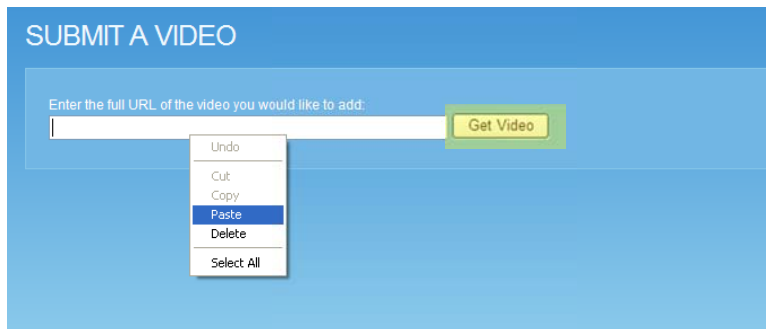 SUBMIT A VIDEO
Enter the full URL of the video you would like to add:
Get Video
Undo
Cut
Copy
Paste
Delete
Select All